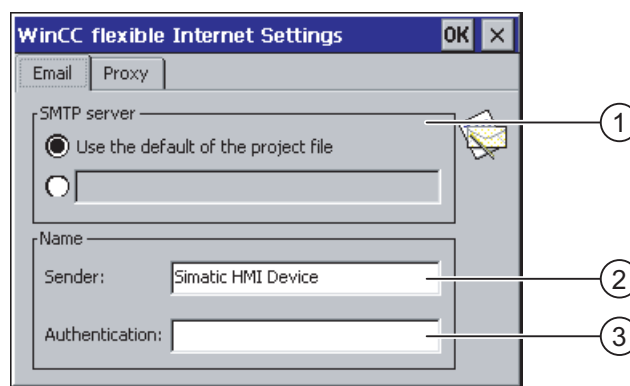 WinCC flexible Internet Settings OK ×
Email Proxy
SMTP server
1
Use the default of the project file
Name
Sender: Simatic HMI Device
2
Authentication:
3